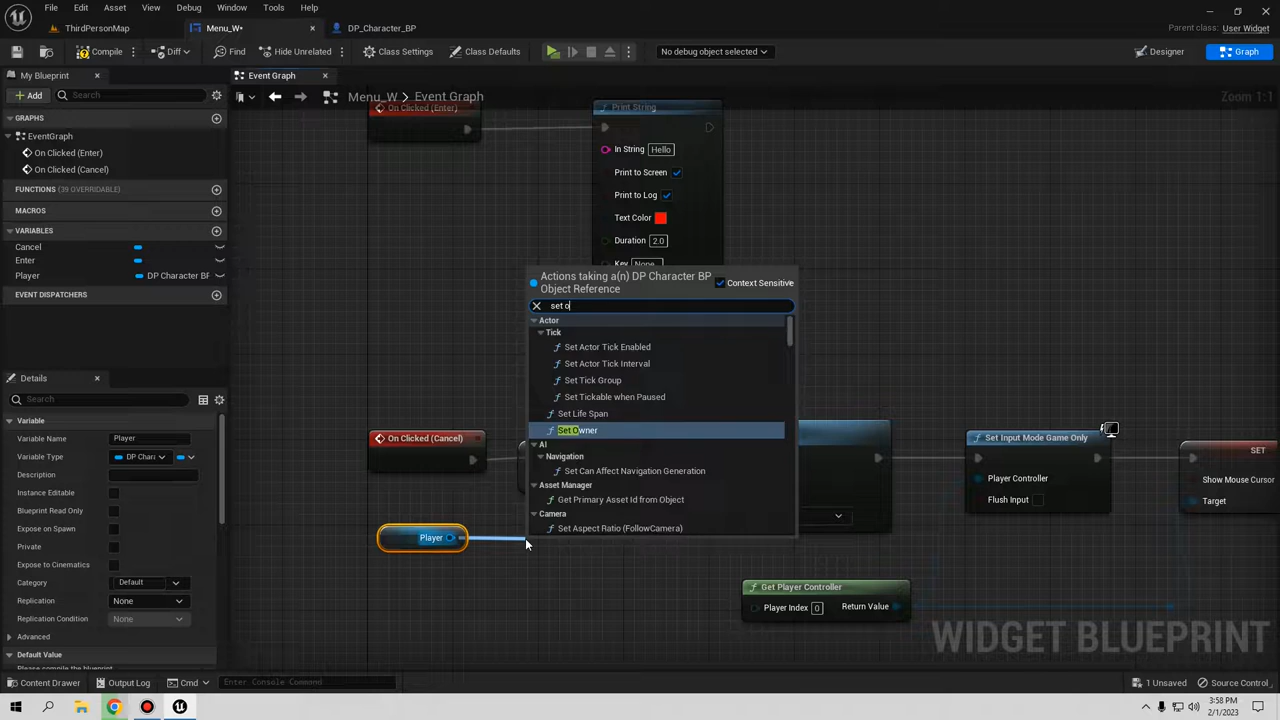 File Edit Asset View Debug Window Tools Help
ThirdPersonMap
Menu_W*
DP_Character_BP
Parent class: User Widget
Compile
Diff
Find
Hide Unrelated
Class Settings
Class Defaults
No debug object selected
Designer
Graph
My Blueprint
Event Graph
+ Add
Search
Menu_W > Event Graph
Zoom 1:1
GRAPHS
EventGraph
On Clicked (Enter)
On Clicked (Cancel)
FUNCTIONS (39 OVERRIDABLE)
MACROS
VARIABLES
Cancel
Enter
Player DP Character BP
EVENT DISPATCHERS
On Clicked (Enter)
Print String
In String Hello
Print to Screen
Print to Log
Text Color
Duration 2.0
Key None
Actions taking a(n) DP Character BP
Object Reference
Context Sensitive
set o
Actor
Tick
Set Actor Tick Enabled
Set Actor Tick Interval
Set Tick Group
Set Tickable when Paused
Set Life Span
Set Owner
AI
Navigation
Set Can Affect Navigation Generation
Asset Manager
Get Primary Asset Id from Object
Camera
Set Aspect Ratio (FollowCamera)
On Clicked (Cancel)
Player
Set Input Mode Game Only
Player Controller
Flush Input
SET
Show Mouse Cursor
Target
Get Player Controller
Player Index 0
Return Value
WIDGET BLUEPRINT
Details
Search
Variable
Variable Name Player
Variable Type DP Chara
Instance Editable
Blueprint Read Only
Expose on Spawn
Private
Expose to Cinematics
Category Default
Replication None
Replication Condition None
Advanced
Default Value
Please compile the blueprint
Content Drawer
Output Log
Cmd
Enter Console Command
1 Unsaved
Source Control
3:58 PM
2/1/2023